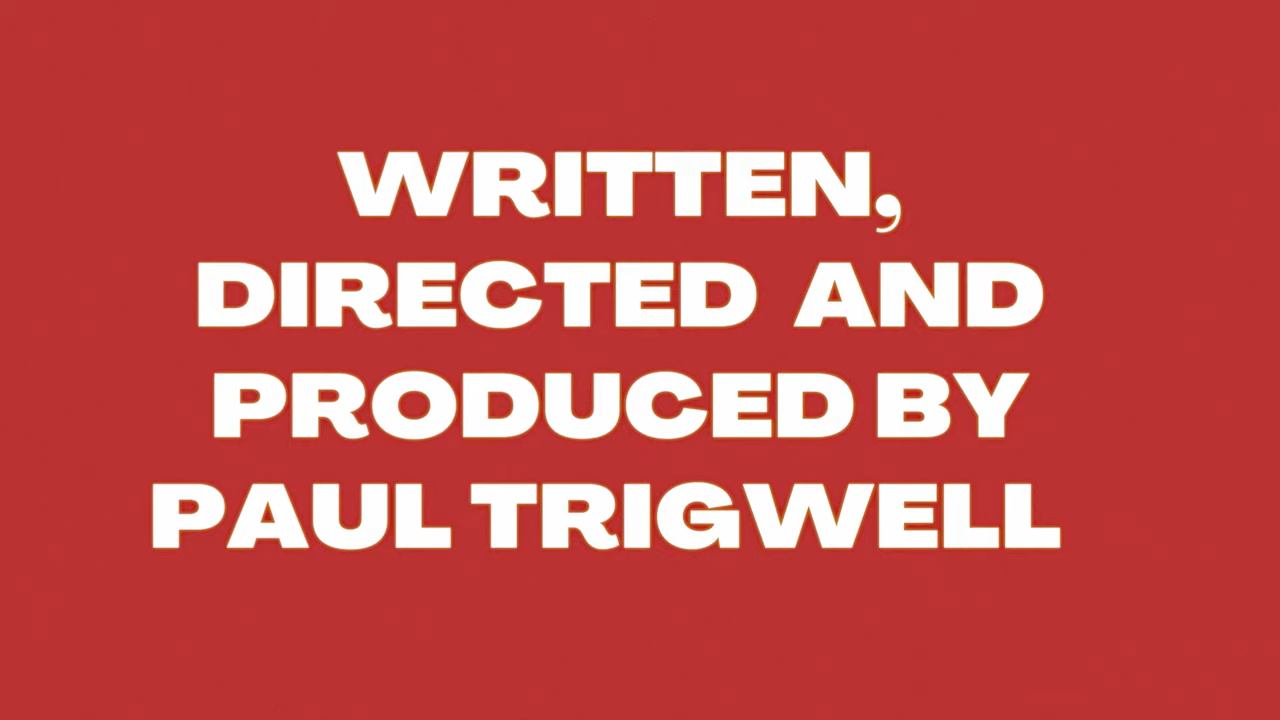 WRITTEN,
DIRECTED AND
PRODUCED BY
PAUL TRIGWELL